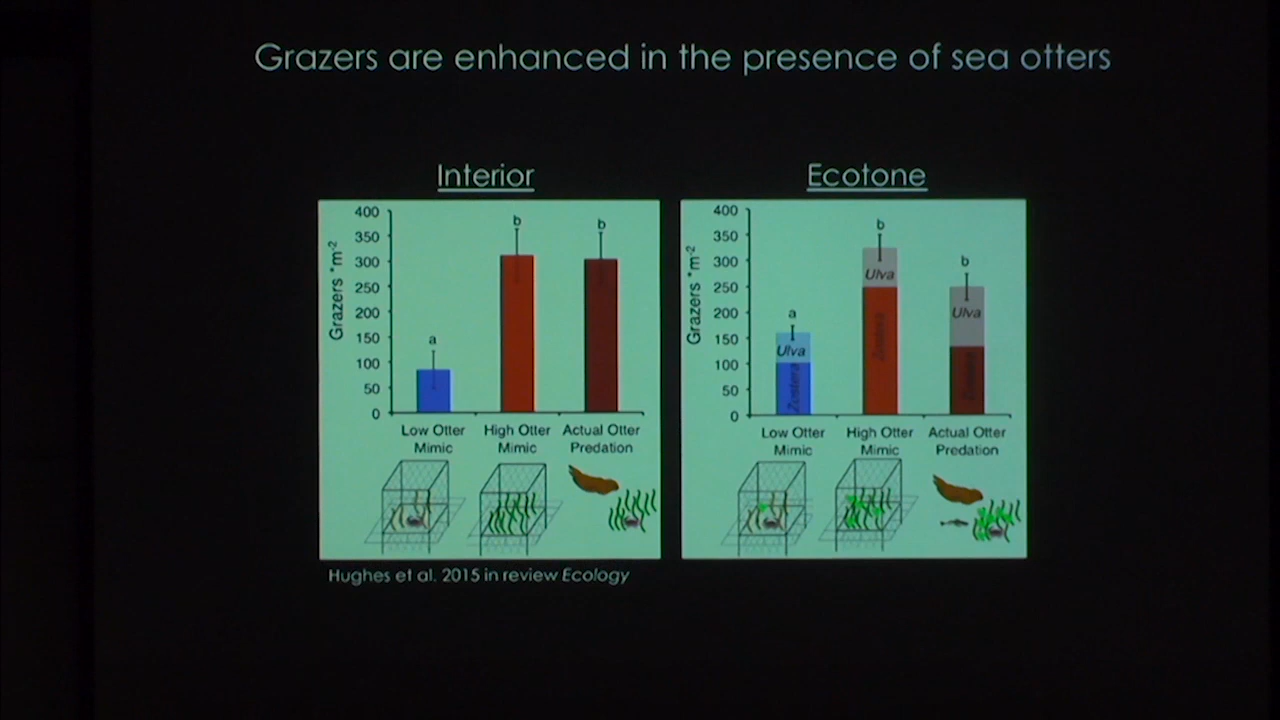 Grazers are enhanced in the presence of sea otters
Interior
Grazers *m-2
400
350
300
250
200
150
100
50
0
a
b
b
Low Otter Mimic
High Otter Mimic
Actual Otter Predation
Ecotone
Grazers *m-2
400
350
300
250
200
150
100
50
0
a
Ulva
Zostera
b
Ulva
Zostera
b
Ulva
Zostera
Low Otter Mimic
High Otter Mimic
Actual Otter Predation
Hughes et al. 2015 in review Ecology